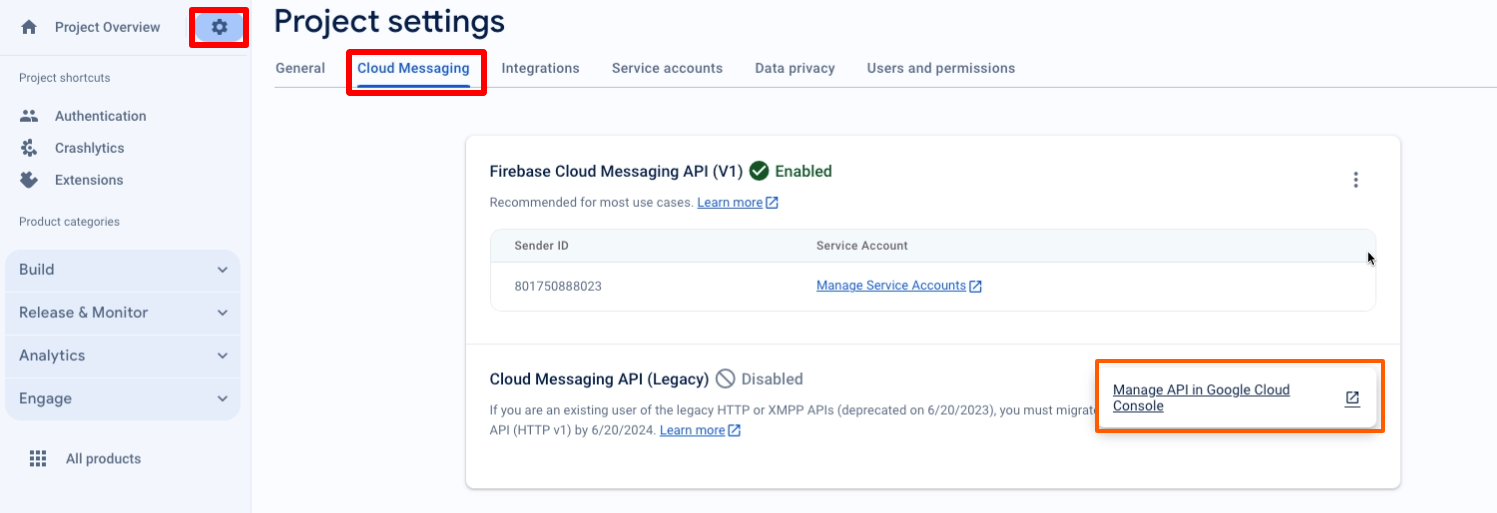 Project Overview
Project shortcuts
Authentication
Crashlytics
Extensions
Product categories
Build
Release & Monitor
Analytics
Engage
All products
Project settings
General
Cloud Messaging
Integrations
Service accounts
Data privacy
Users and permissions
Firebase Cloud Messaging API (V1) Enabled
Recommended for most use cases. Learn more
Sender ID
Service Account
801750888023
Manage Service Accounts
Cloud Messaging API (Legacy) Disabled
If you are an existing user of the legacy HTTP or XMPP APIs (deprecated on 6/20/2023), you must migrat
API (HTTP v1) by 6/20/2024. Learn more
Manage API in Google Cloud
Console